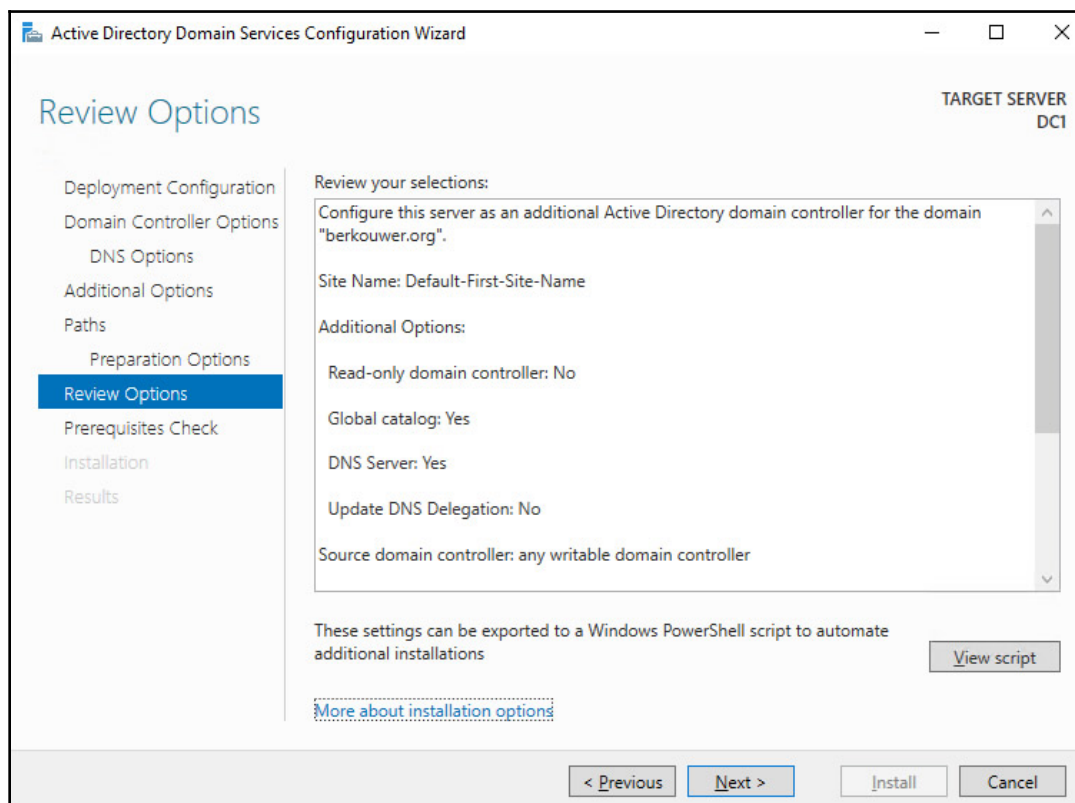 Active Directory Domain Services Configuration Wizard
Review Options
TARGET SERVER
DC1
Deployment Configuration
Domain Controller Options
DNS Options
Additional Options
Paths
Preparation Options
Review Options
Prerequisites Check
Installation
Results
Review your selections:
Configure this server as an additional Active Directory domain controller for the domain
"berkouwer.org".
Site Name: Default-First-Site-Name
Additional Options:
Read-only domain controller: No
Global catalog: Yes
DNS Server: Yes
Update DNS Delegation: No
Source domain controller: any writable domain controller
These settings can be exported to a Windows PowerShell script to automate
additional installations
View script
More about installation options
< Previous
Next >
Install
Cancel